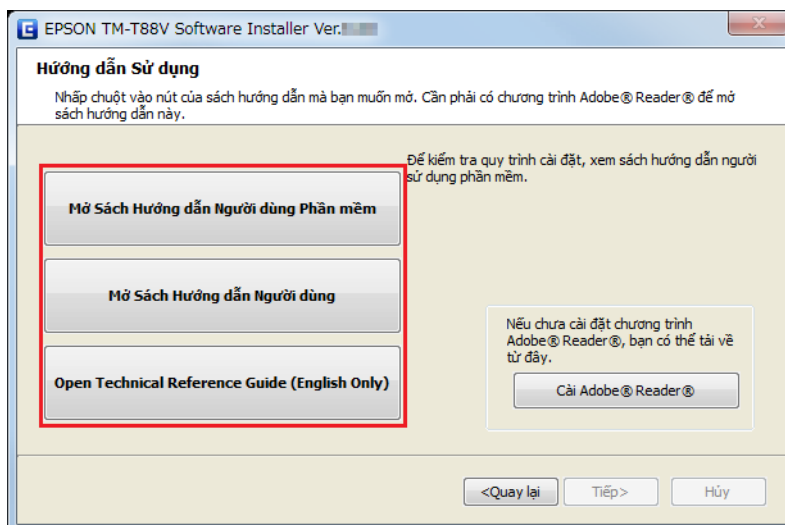 EPSON TM-T88V Software Installer Ver.
Hướng dẫn Sử dụng
Nhấp chuột vào nút của sách hướng dẫn mà bạn muốn mở. Cần phải có chương trình Adobe® Reader® để mở
sách hướng dẫn này.
Để kiểm tra quy trình cài đặt, xem sách hướng dẫn người
sử dụng phần mềm.
Mở Sách Hướng dẫn Người dùng Phần mềm
Mở Sách Hướng dẫn Người dùng
Open Technical Reference Guide (English Only)
Nếu chưa cài đặt chương trình
Adobe® Reader®, bạn có thể tải về
từ đây.
Cài Adobe® Reader®
<Quay lại
Tiếp>
Hủy